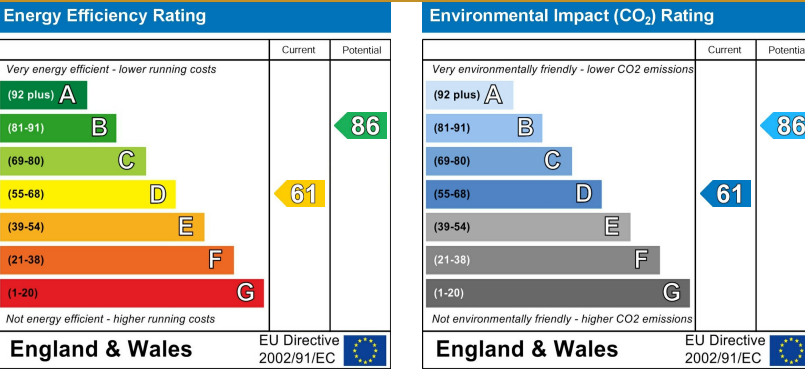 Energy Efficiency Rating
Current Potential
Very energy efficient - lower running costs
(92 plus) A
(81-91) B
86
(69-80) C
(55-68) D
61
(39-54) E
(21-38) F
(1-20) G
Not energy efficient - higher running costs
England & Wales
EU Directive
2002/91/EC
Environmental Impact (CO₂) Rating
Current Potentia
Very environmentally friendly - lower CO2 emissions
(92 plus) A
(81-91) B
86
(69-80) C
(55-68) D
61
(39-54) E
(21-38) F
(1-20) G
Not environmentally friendly - higher CO2 emissions
England & Wales
EU Directive
2002/91/EC